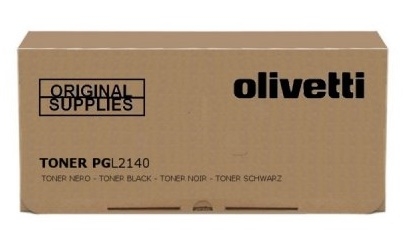 ORIGINAL
SUPPLIES
olivetti
TONER PGL2140
TONER NERO - TONER BLACK - TONER NOIR - TONER SCHWARZ